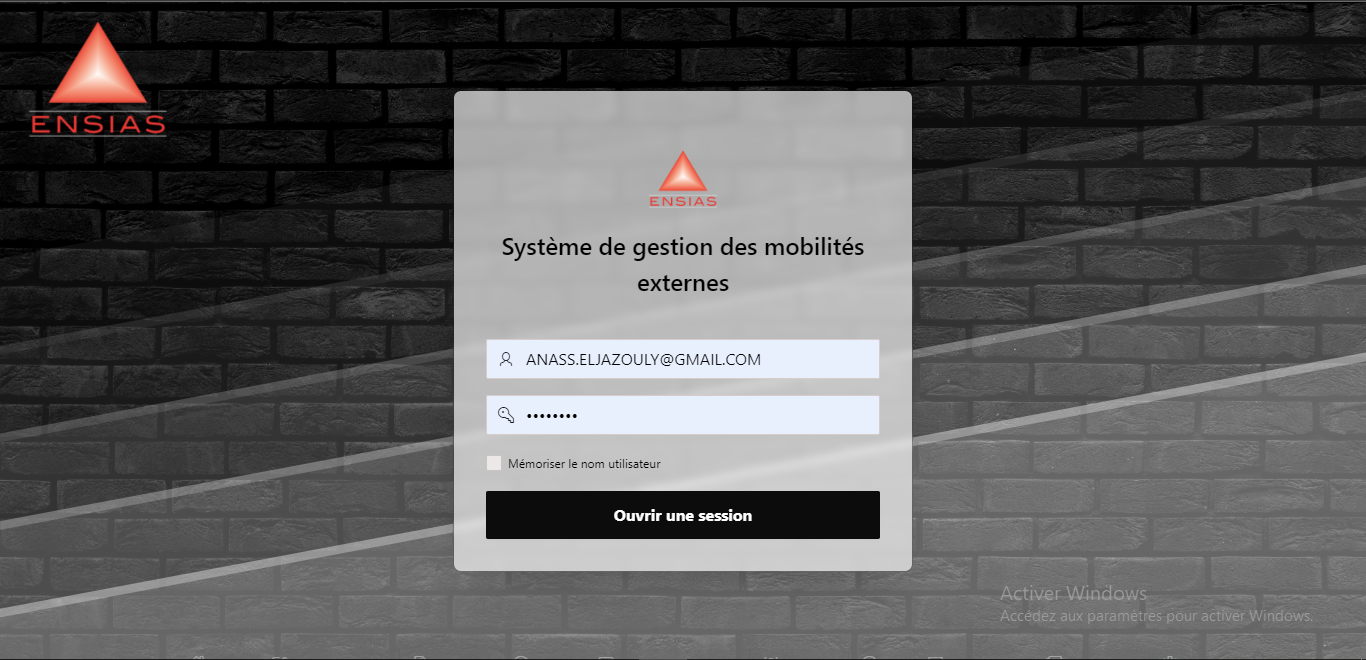 ENSIAS
ENSIAS
Système de gestion des mobilités
externes
ANASS.ELJAZOULY@GMAIL.COM
••••••••
Mémoriser le nom utilisateur
Ouvrir une session
Activer Windows
Accédez aux paramètres pour activer Windows.